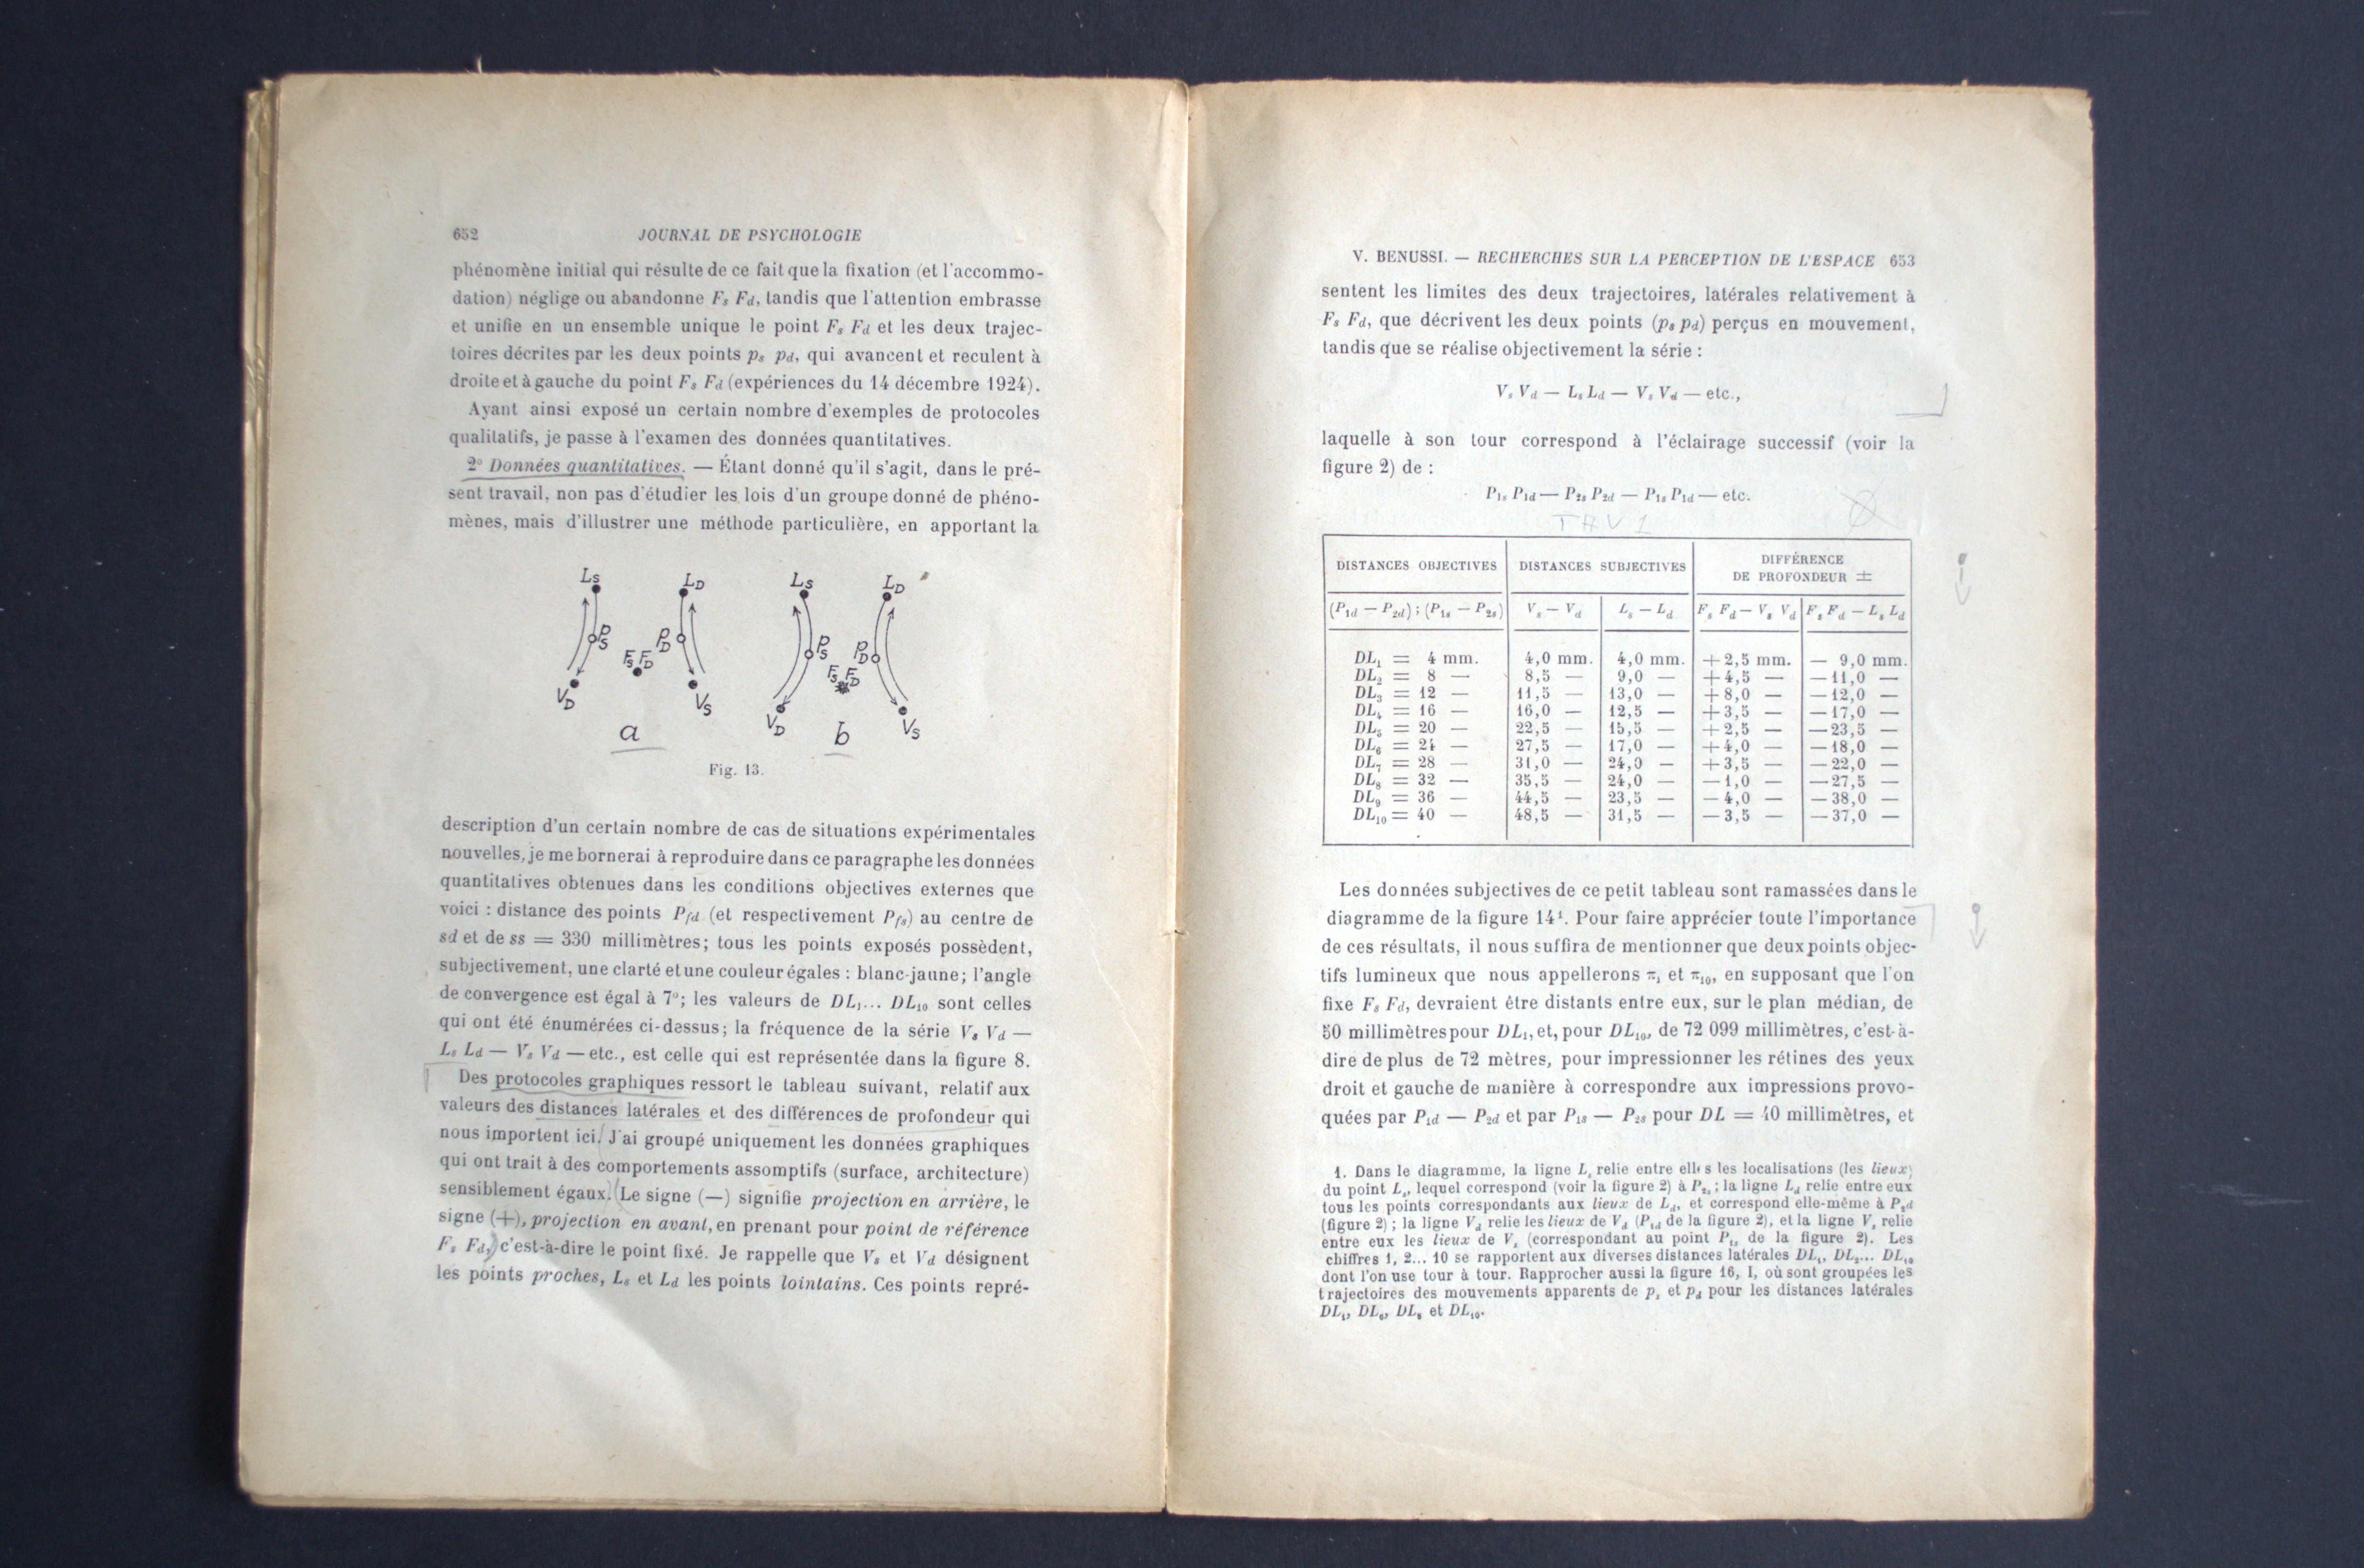 652 JOURNAL DE PSYCHOLOGIE
phénomène initial qui résulte de ce fait que la fixation (et l'accommo-
dation) néglige ou abandonne Fs Fd, tandis que l'attention embrasse
et unifie en un ensemble unique le point Fs Fd et les deux trajec-
toires décrites par les deux points ps pd, qui avancent et reculent à
droite et à gauche du point Fs Fd (expériences du 14 décembre 1924).
Ayant ainsi exposé un certain nombre d'exemples de protocoles
qualitatifs, je passe à l'examen des données quantitatives.
2° Données quantitatives. — Étant donné qu'il s'agit, dans le pré-
sent travail, non pas d'étudier les lois d'un groupe donné de phéno-
mènes, mais d'illustrer une méthode particulière, en apportant la
LS LD LS LD
PS PD PS PD
FS FD FS FD
VD VS VD VS
a b
Fig. 13.
description d'un certain nombre de cas de situations expérimentales
nouvelles, je me bornerai à reproduire dans ce paragraphe les données
quantitatives obtenues dans les conditions objectives externes que
voici : distance des points Pfd (et respectivement Pfs) au centre de
sd et de ss = 330 millimètres; tous les points exposés possèdent,
subjectivement, une clarté et une couleur égales : blanc-jaune; l'angle
de convergence est égal à 7°; les valeurs de DL1... DL10 sont celles
qui ont été énumérées ci-dessus; la fréquence de la série Vs Vd —
Ls Ld — Vs Vd — etc., est celle qui est représentée dans la figure 8.
Des protocoles graphiques ressort le tableau suivant, relatif aux
valeurs des distances latérales et des différences de profondeur qui
nous importent ici. J'ai groupé uniquement les données graphiques
qui ont trait à des comportements assomptifs (surface, architecture)
sensiblement égaux. Le signe (—) signifie projection en arrière, le
signe (+), projection en avant, en prenant pour point de référence
Fs Fd, c'est-à-dire le point fixé. Je rappelle que Vs et Vd désignent
les points proches, Ls et Ld les points lointains. Ces points repré-
V. BENUSSI. — RECHERCHES SUR LA PERCEPTION DE L'ESPACE 653
sentent les limites des deux trajectoires, latérales relativement à
Fs Fd, que décrivent les deux points (ps pd) perçus en mouvement,
tandis que se réalise objectivement la série :
Vs Vd — Ls Ld — Vs Vd — etc.,
laquelle à son tour correspond à l'éclairage successif (voir la
figure 2) de :
P1s P1d — P2s P2d — P1s P1d — etc.
TAV 1
DISTANCES OBJECTIVES DISTANCES SUBJECTIVES DIFFÉRENCE
DE PROFONDEUR ±
(P1d — P2d) ; (P1s — P2s) Vs — Vd Ls — Ld Fs Fd — Vs Vd Fs Fd — Ls Ld
DL1 = 4 mm. 4,0 mm. 4,0 mm. +2,5 mm. — 9,0 mm.
DL2 = 8 — 8,5 — 9,0 — +4,5 — —11,0 —
DL3 = 12 — 11,5 — 13,0 — +8,0 — —12,0 —
DL4 = 16 — 16,0 — 12,5 — +3,5 — —17,0 —
DL5 = 20 — 22,5 — 15,5 — +2,5 — —23,5 —
DL6 = 24 — 27,5 — 17,0 — +4,0 — —18,0 —
DL7 = 28 — 31,0 — 24,0 — +3,5 — —22,0 —
DL8 = 32 — 35,5 — 24,0 — —1,0 — —27,5 —
DL9 = 36 — 44,5 — 23,5 — —4,0 — —38,0 —
DL10 = 40 — 48,5 — 31,5 — —3,5 — —37,0 —
Les données subjectives de ce petit tableau sont ramassées dans le
diagramme de la figure 14¹. Pour faire apprécier toute l'importance
de ces résultats, il nous suffira de mentionner que deux points objec-
tifs lumineux que nous appellerons π1 et π10, en supposant que l'on
fixe Fs Fd, devraient être distants entre eux, sur le plan médian, de
50 millimètres pour DL1, et, pour DL10, de 72 099 millimètres, c'est-à-
dire de plus de 72 mètres, pour impressionner les rétines des yeux
droit et gauche de manière à correspondre aux impressions provo-
quées par P1d — P2d et par P1s — P2s pour DL = 40 millimètres, et
1. Dans le diagramme, la ligne Ls relie entre elles les localisations (les lieux)
du point Ls, lequel correspond (voir la figure 2) à P2s; la ligne Ld relie entre eux
tous les points correspondants aux lieux de Ld, et correspond elle-même à P2d
(figure 2) ; la ligne Vd relie les lieux de Vd (P1d de la figure 2), et la ligne Vs relie
entre eux les lieux de Vs (correspondant au point P1s de la figure 2). Les
chiffres 1, 2... 10 se rapportent aux diverses distances latérales DL1, DL2... DL10
dont l'on use tour à tour. Rapprocher aussi la figure 16, I, où sont groupées les
trajectoires des mouvements apparents de ps et pd pour les distances latérales
DL1, DL6, DL8 et DL10.